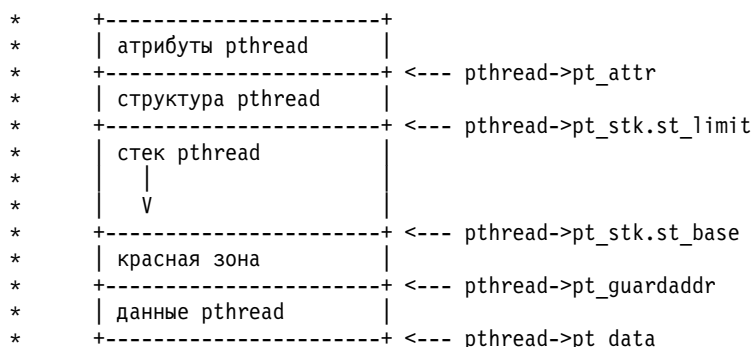 *      +-----------------------+
*      | атрибуты pthread      |
*      +-----------------------+ <--- pthread->pt_attr
*      | структура pthread     |
*      +-----------------------+ <--- pthread->pt_stk.st_limit
*      | стек pthread          |
*      |   |                   |
*      |   V                   |
*      +-----------------------+ <--- pthread->pt_stk.st_base
*      | красная зона          |
*      +-----------------------+ <--- pthread->pt_guardaddr
*      | данные pthread        |
*      +-----------------------+ <--- pthread->pt_data